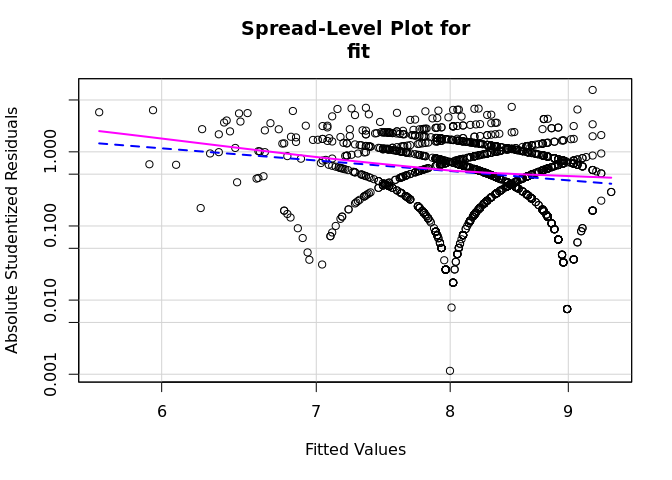 Spread-Level Plot for
fit
Absolute Studentized Residuals
1.000
0.100
0.010
0.001
6 7 8 9
Fitted Values